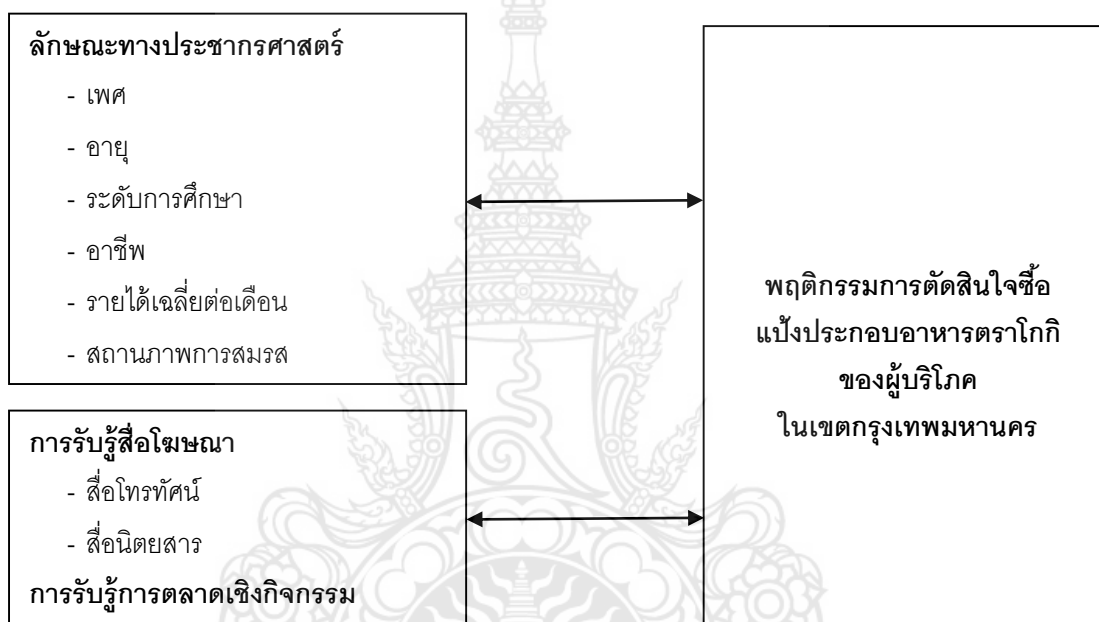 ลักษณะทางประชากรศาสตร์
- เพศ
- อายุ
- ระดับการศึกษา
- อาชีพ
- รายได้เฉลี่ยต่อเดือน
- สถานภาพการสมรส
การรับรู้สื่อโฆษณา
- สื่อโทรทัศน์
- สื่อนิตยสาร
การรับรู้การตลาดเชิงกิจกรรม
พฤติกรรมการตัดสินใจซื้อ
แป้งประกอบอาหารตราโกกิ
ของผู้บริโภค
ในเขตกรุงเทพมหานคร